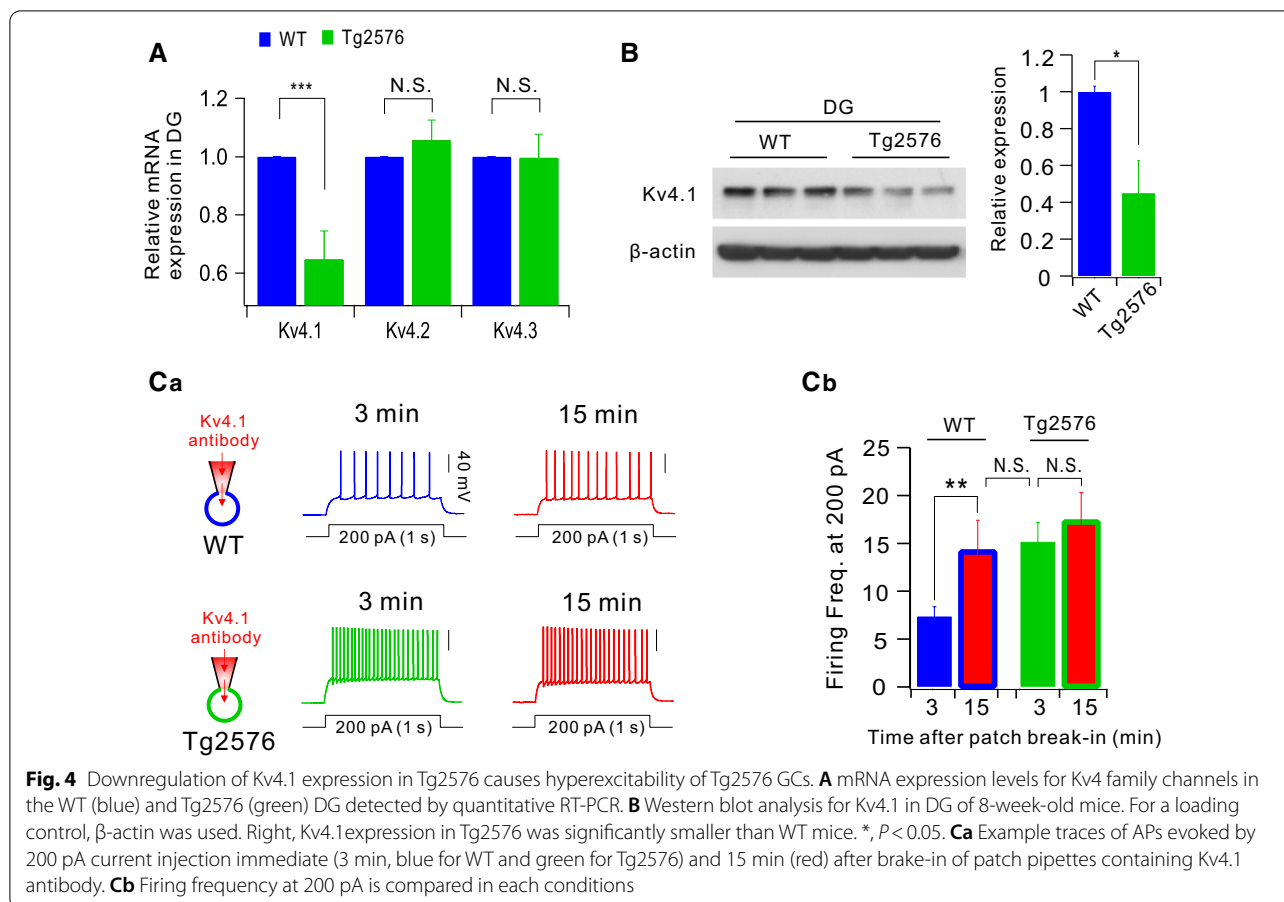 WT Tg2576
A
*** N.S. N.S.
1.2
1.0
0.8
0.6
Relative mRNA
expression in DG
Kv4.1 Kv4.2 Kv4.3
B
DG
WT Tg2576
Kv4.1
β-actin
*
1.2
1
0.8
0.6
0.4
0.2
0
Relative expression
WT
Tg2576
Ca
Kv4.1
antibody
WT
3 min
40 mV
200 pA (1 s)
15 min
200 pA (1 s)
Kv4.1
antibody
Tg2576
3 min
200 pA (1 s)
15 min
200 pA (1 s)
Cb
WT Tg2576
** N.S. N.S.
25
20
15
10
5
0
Firing Freq. at 200 pA
3 15 3 15
Time after patch break-in (min)
Fig. 4 Downregulation of Kv4.1 expression in Tg2576 causes hyperexcitability of Tg2576 GCs. A mRNA expression levels for Kv4 family channels in
the WT (blue) and Tg2576 (green) DG detected by quantitative RT-PCR. B Western blot analysis for Kv4.1 in DG of 8-week-old mice. For a loading
control, β-actin was used. Right, Kv4.1expression in Tg2576 was significantly smaller than WT mice. *, P < 0.05. Ca Example traces of APs evoked by
200 pA current injection immediate (3 min, blue for WT and green for Tg2576) and 15 min (red) after brake-in of patch pipettes containing Kv4.1
antibody. Cb Firing frequency at 200 pA is compared in each conditions